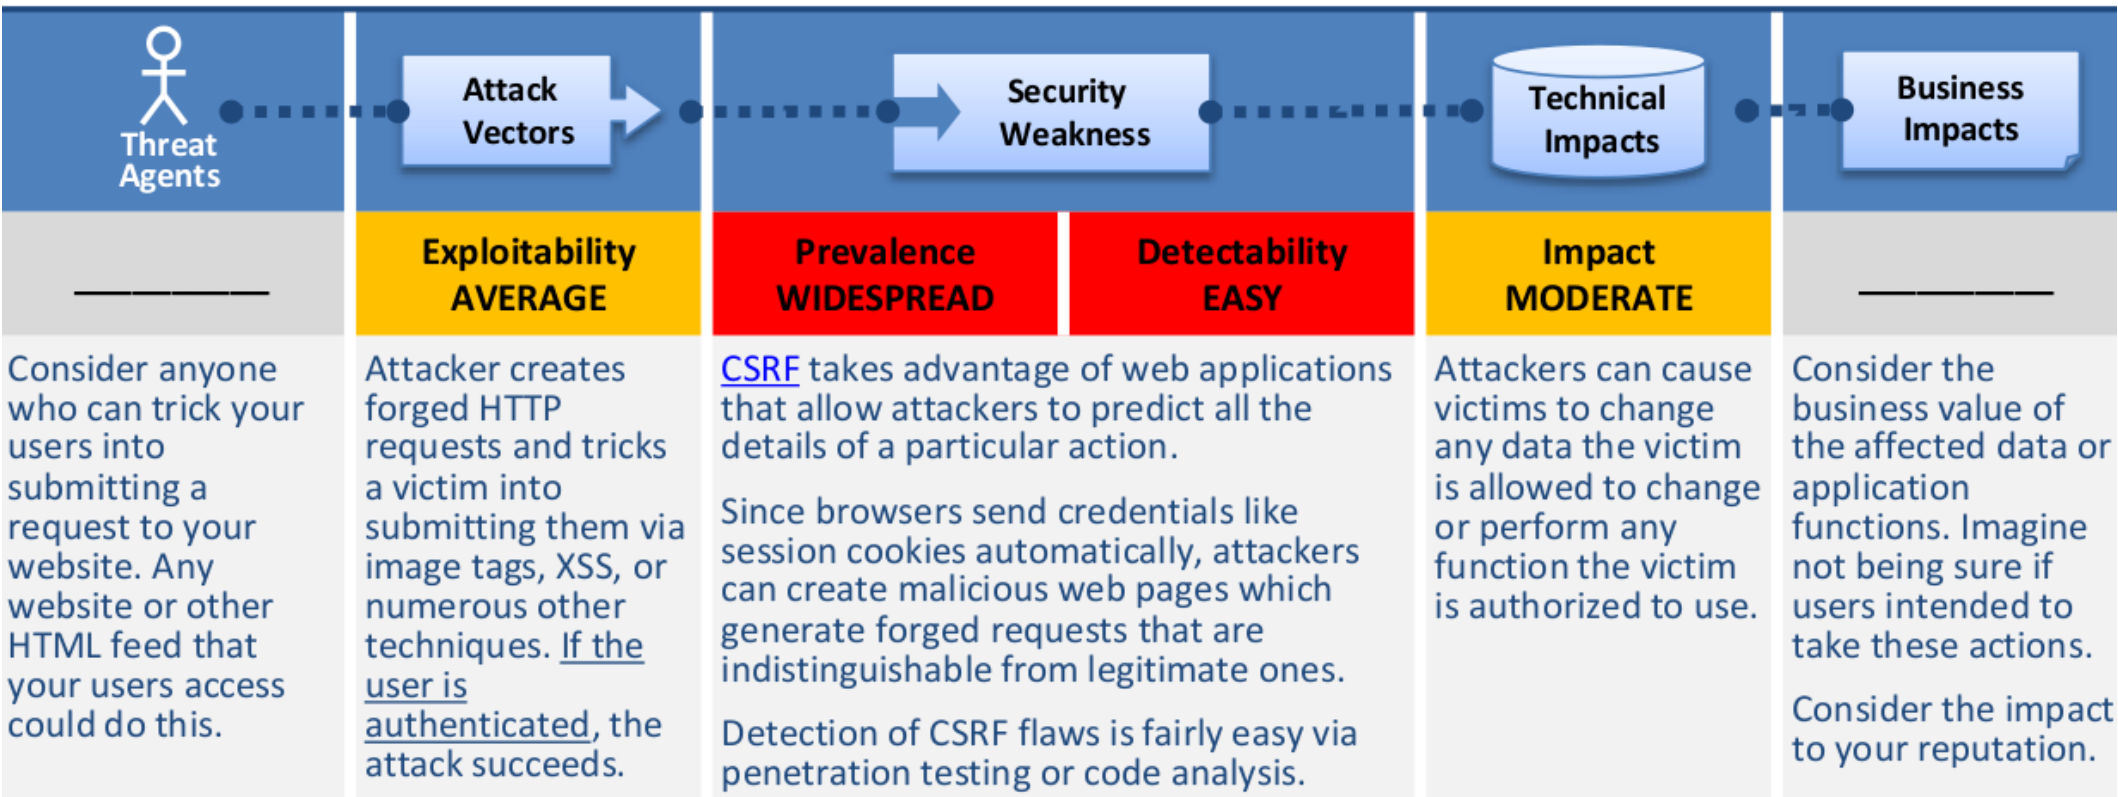 Threat
Agents
Attack
Vectors
Security
Weakness
Technical
Impacts
Business
Impacts
Exploitability
AVERAGE
Prevalence
WIDESPREAD
Detectability
EASY
Impact
MODERATE
Consider anyone
who can trick your
users into
submitting a
request to your
website. Any
website or other
HTML feed that
your users access
could do this.
Attacker creates
forged HTTP
requests and tricks
a victim into
submitting them via
image tags, XSS, or
numerous other
techniques. If the
user is
authenticated, the
attack succeeds.
CSRF takes advantage of web applications
that allow attackers to predict all the
details of a particular action.
Since browsers send credentials like
session cookies automatically, attackers
can create malicious web pages which
generate forged requests that are
indistinguishable from legitimate ones.
Detection of CSRF flaws is fairly easy via
penetration testing or code analysis.
Attackers can cause
victims to change
any data the victim
is allowed to change
or perform any
function the victim
is authorized to use.
Consider the
business value of
the affected data or
application
functions. Imagine
not being sure if
users intended to
take these actions.
Consider the impact
to your reputation.